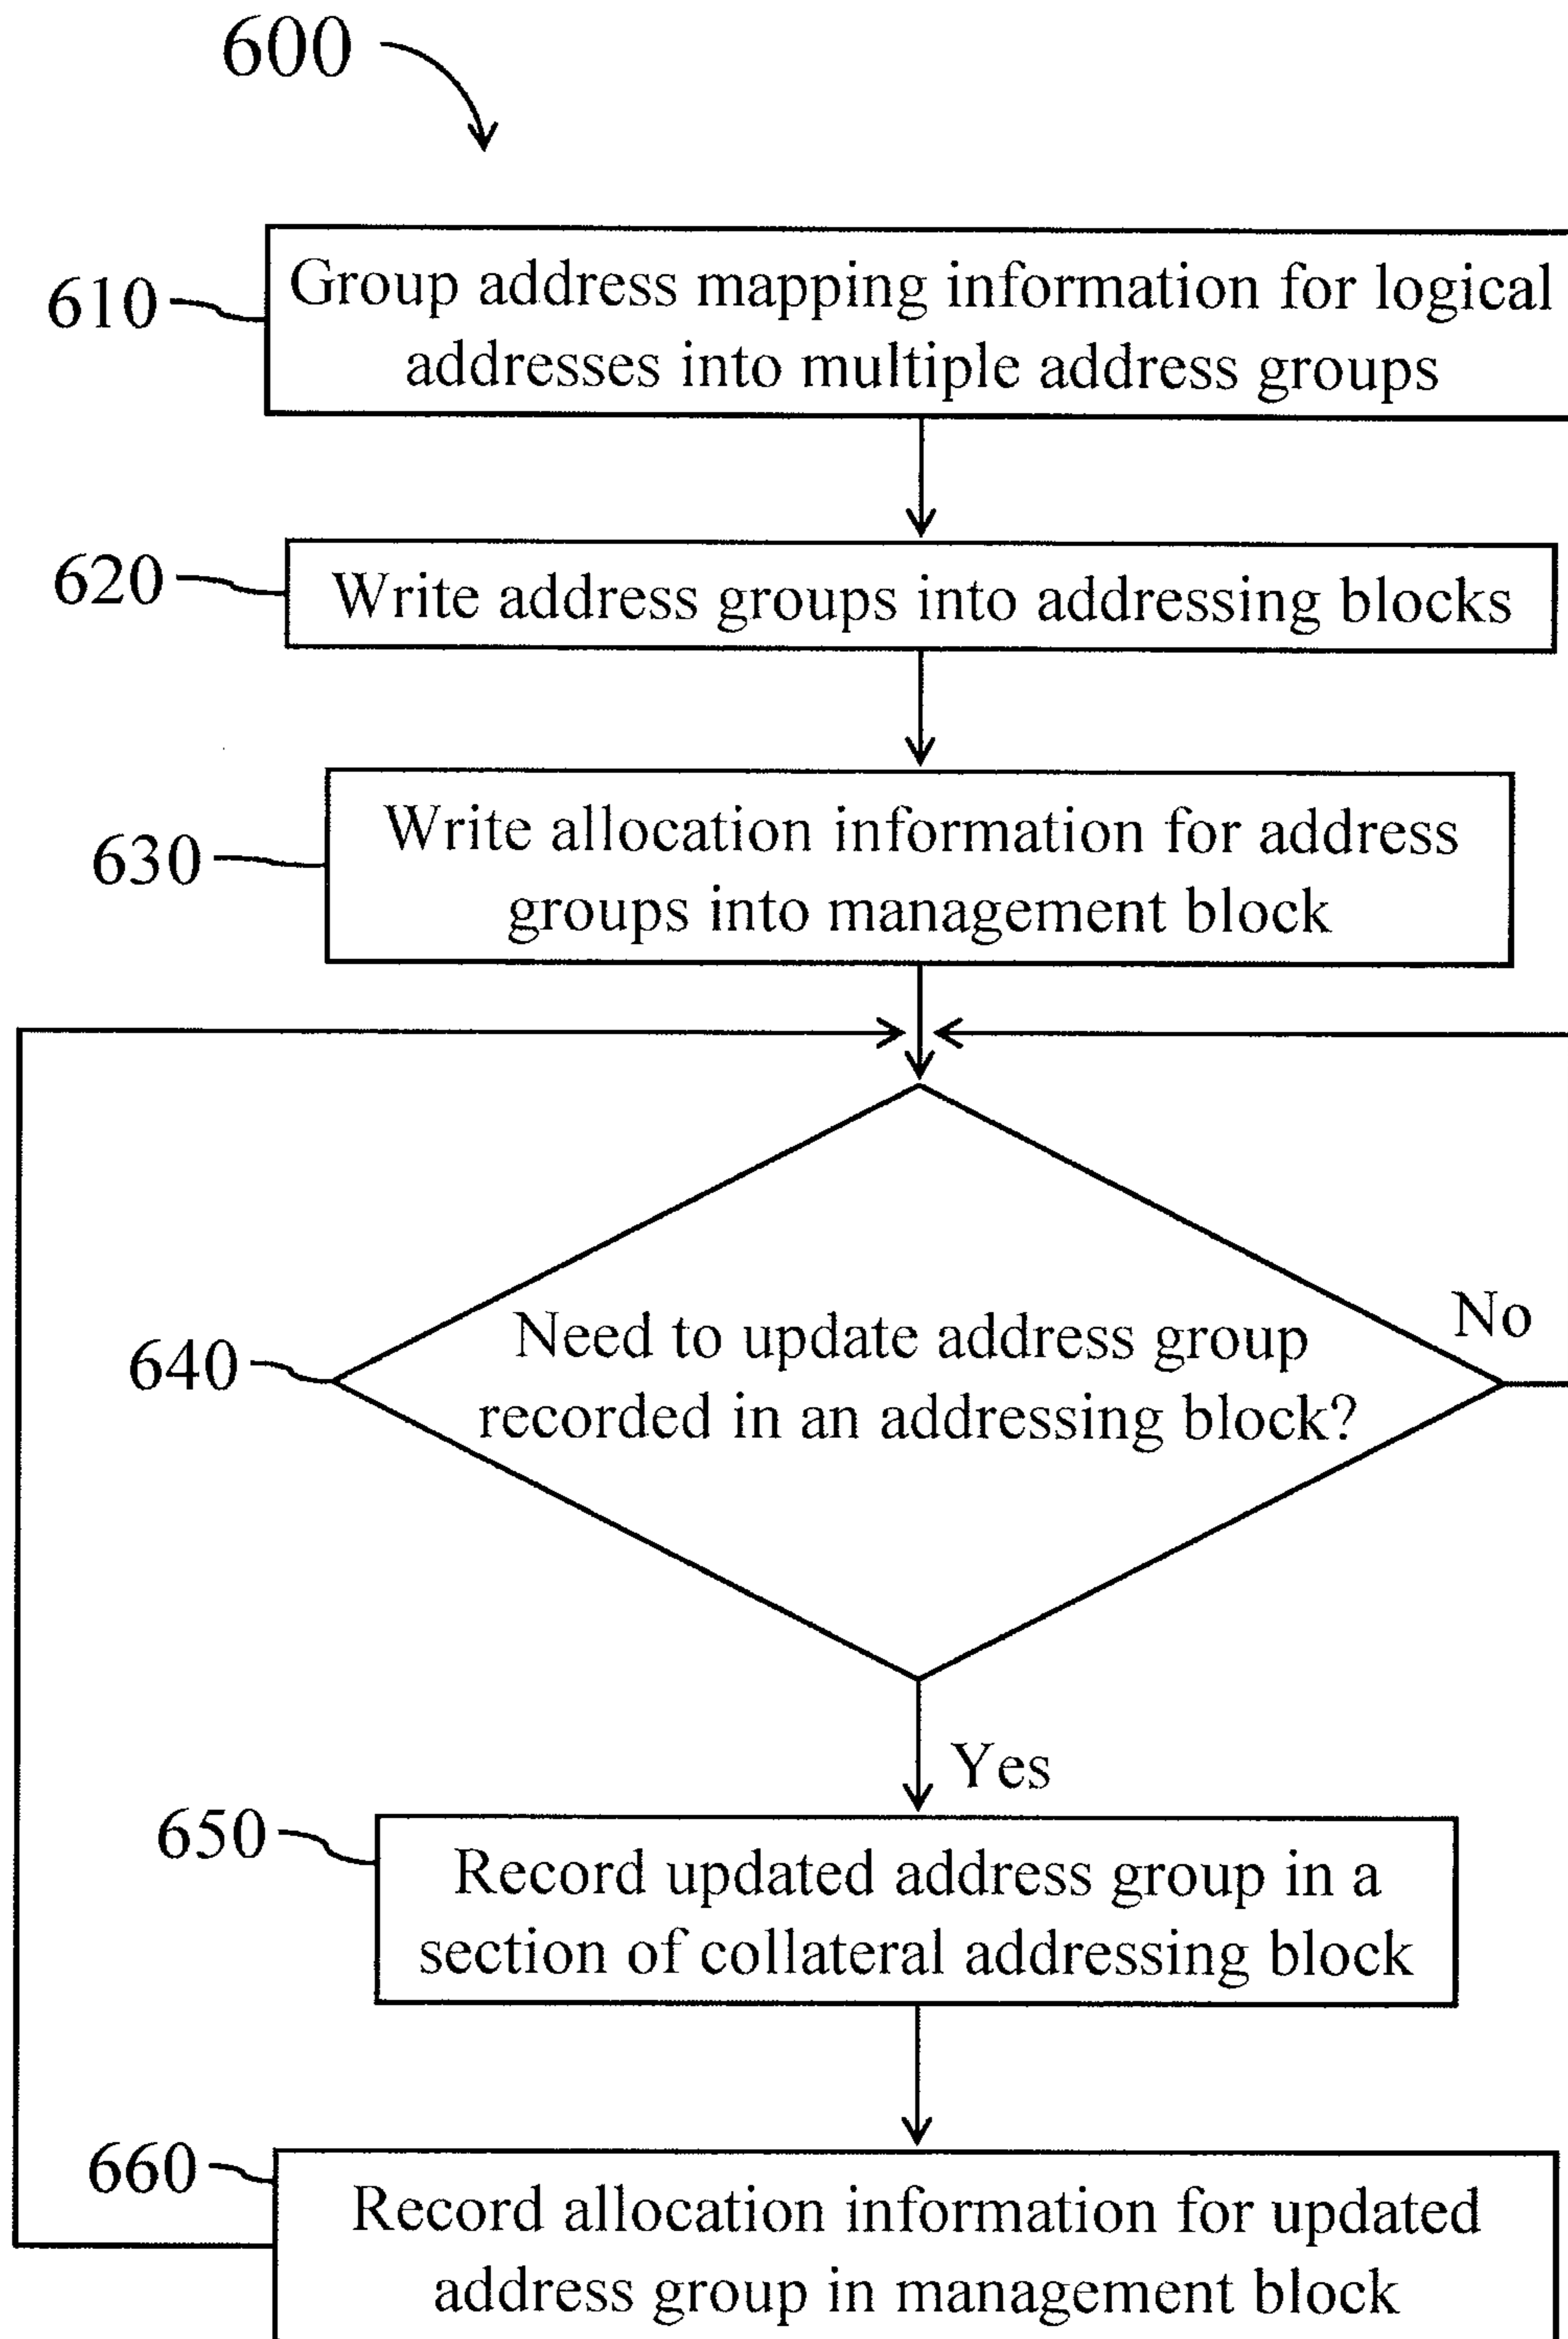 600
610
Group address mapping information for logical
addresses into multiple address groups
620
Write address groups into addressing blocks
630
Write allocation information for address
groups into management block
640
Need to update address group
recorded in an addressing block?
No
Yes
650
Record updated address group in a
section of collateral addressing block
660
Record allocation information for updated
address group in management block